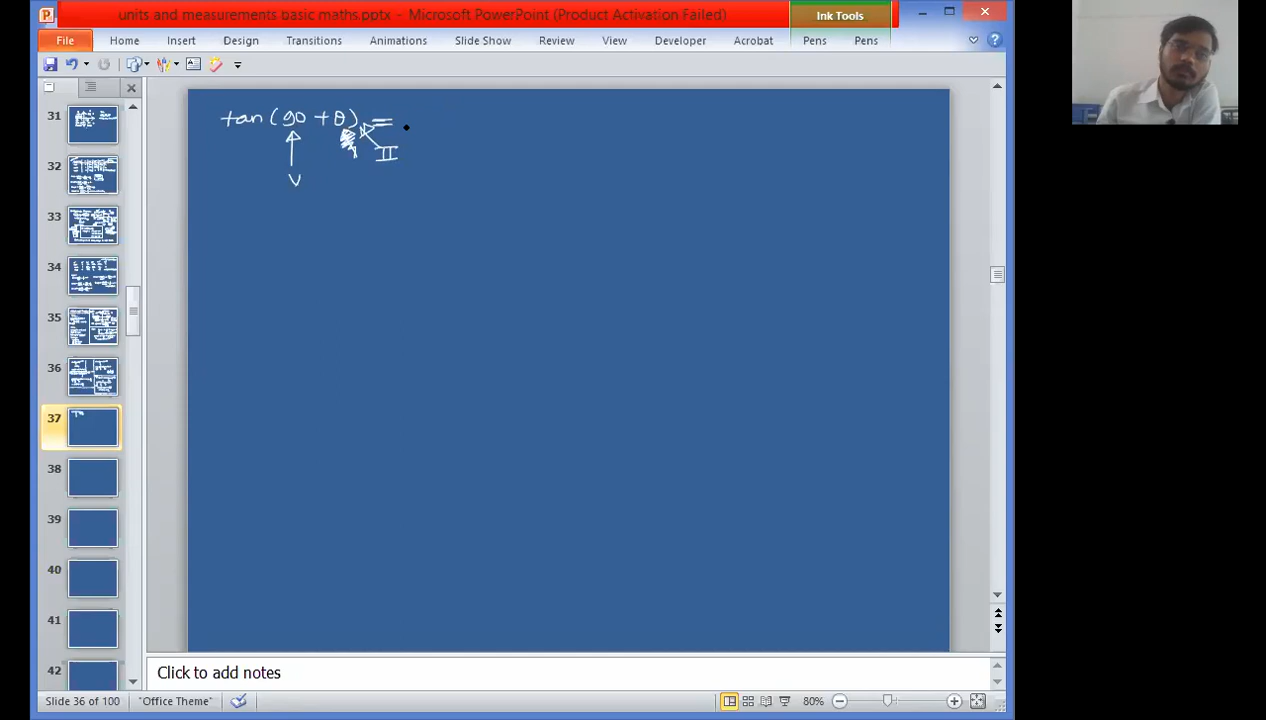 units and measurements basic maths.pptx - Microsoft PowerPoint (Product Activation Failed)
Ink Tools
File
Home
Insert
Design
Transitions
Animations
Slide Show
Review
View
Developer
Acrobat
Pens
Pens
31
32
33
34
35
36
37
38
39
40
41
42
tan (90 + θ) =
II
V
Click to add notes
Slide 36 of 100
"Office Theme"
80%